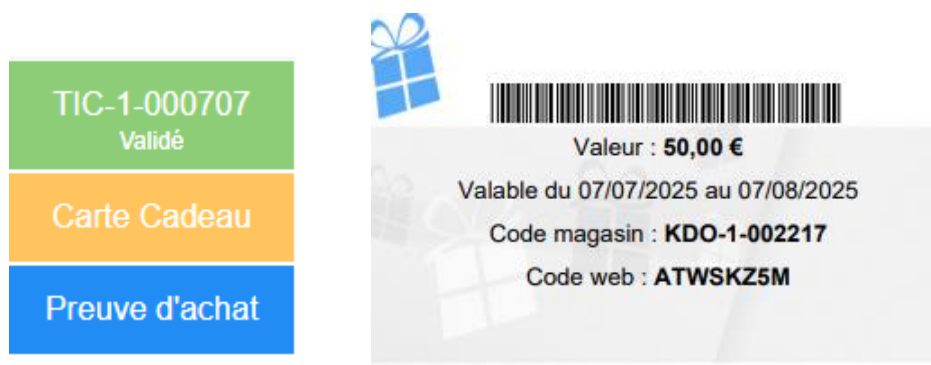 TIC-1-000707
Validé
Carte Cadeau
Preuve d'achat
Valeur : 50,00 €
Valable du 07/07/2025 au 07/08/2025
Code magasin : KDO-1-002217
Code web : ATWSKZ5M